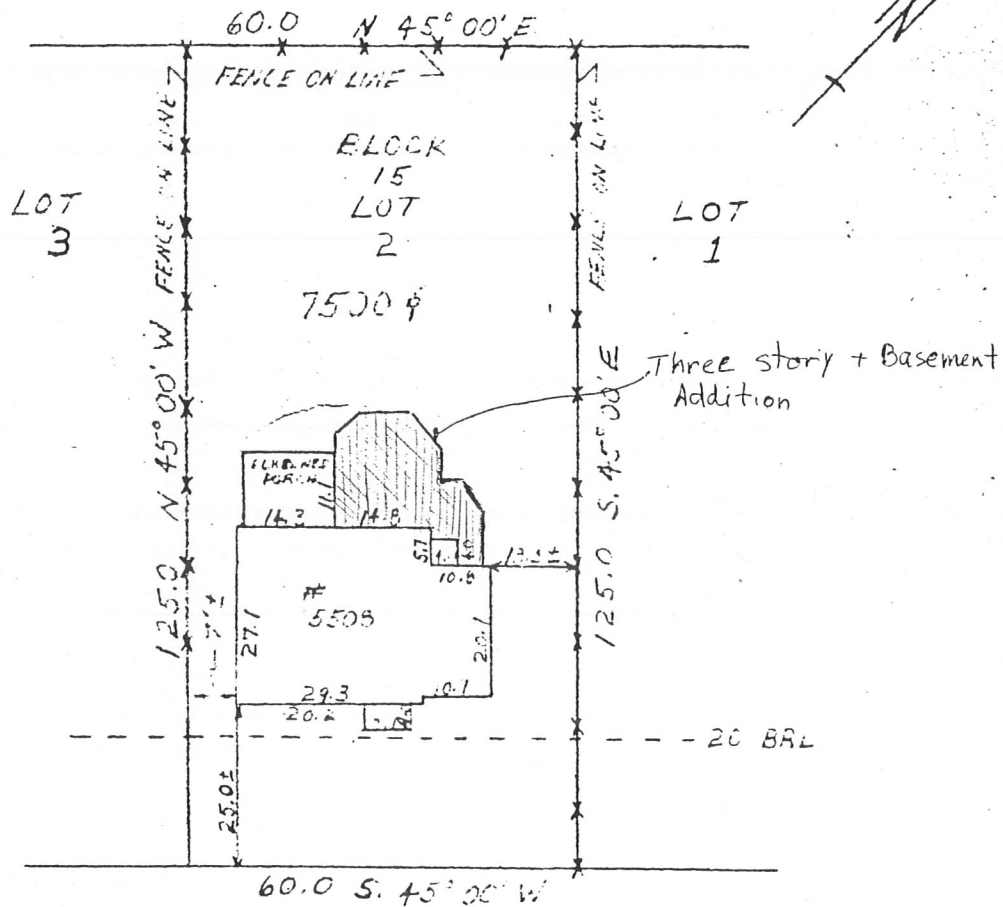 60.0 N 45° 00' E
N
FENCE ON LINE
FENCE ON LINE
FENCE ON LINE
BLOCK
15
LOT
2
LOT
3
LOT
1
7500
N 45° 00' W
125.0
Three story + Basement
Addition
S. 45° 00' E
125.0
PORCH
14.3
14.8
5.7
10.8
#
5508
27.1
20.1
29.3
20.2
10.1
20 BRL
25.0±
60.0 S. 45° 00' W